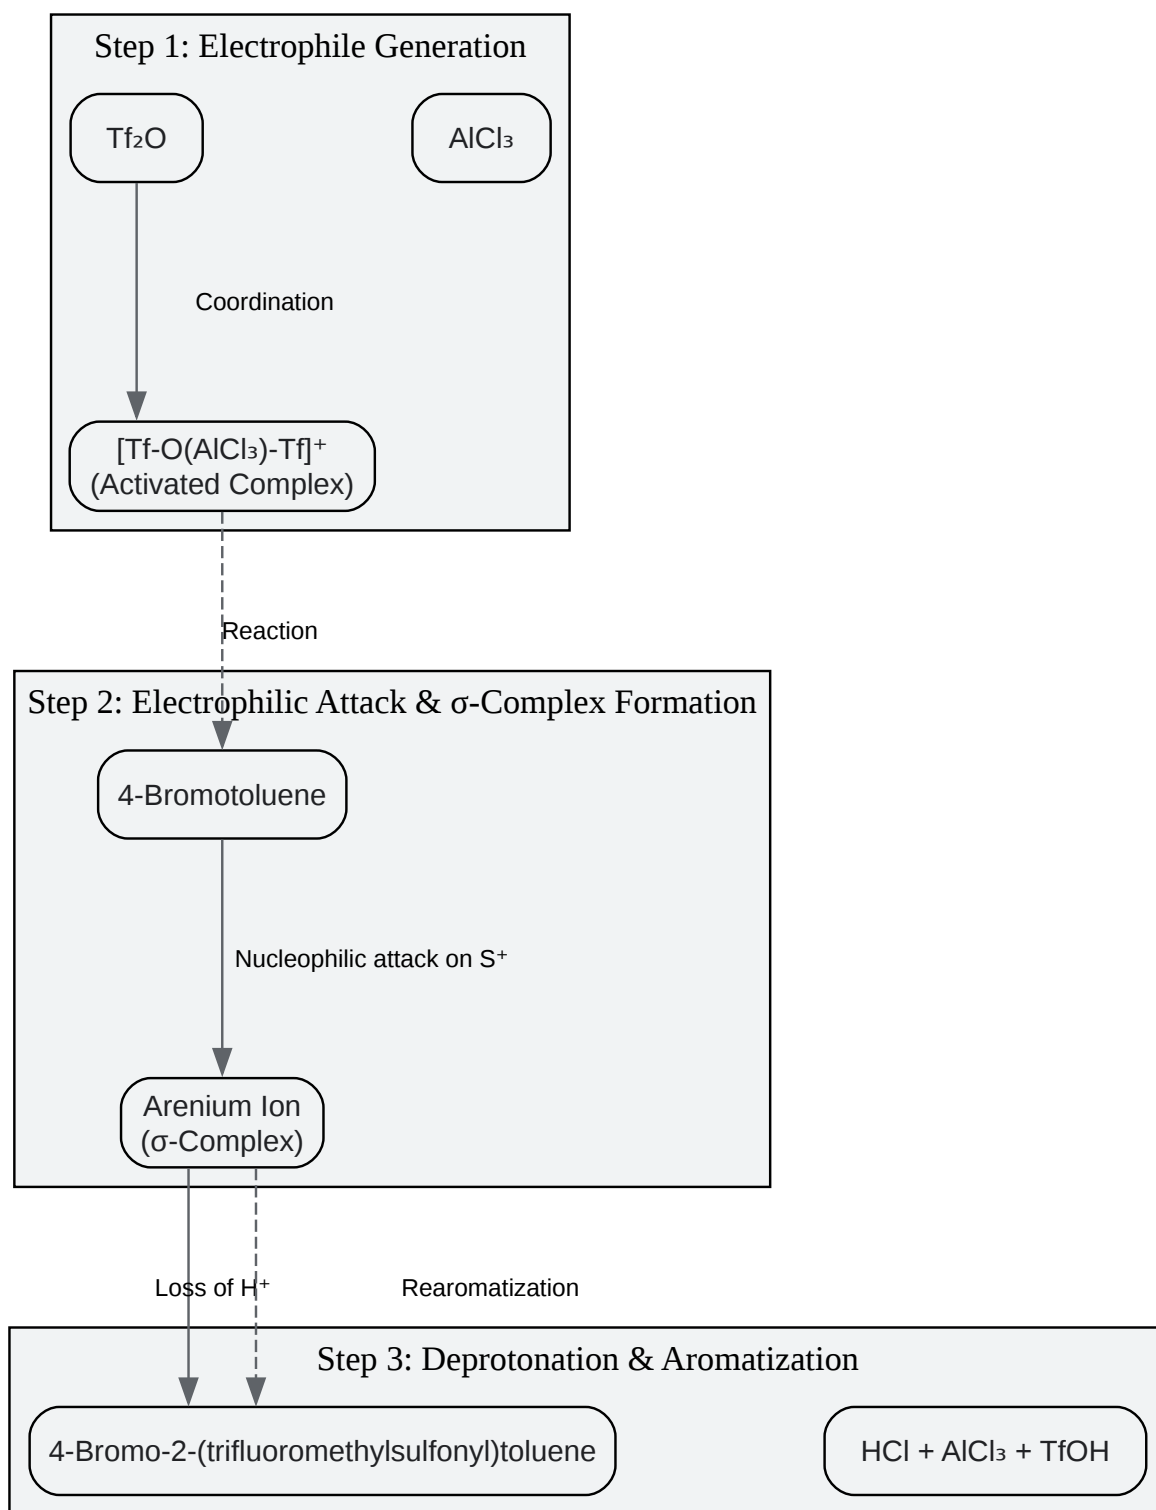 Step 1: Electrophile Generation
Tf₂O
AlCl₃
Coordination
[Tf-O(AlCl₃)-Tf]⁺
(Activated Complex)
Reaction
Step 2: Electrophilic Attack & σ-Complex Formation
4-Bromotoluene
Nucleophilic attack on S⁺
Arenium Ion
(σ-Complex)
Loss of H⁺
Rearomatization
Step 3: Deprotonation & Aromatization
4-Bromo-2-(trifluoromethylsulfonyl)toluene
HCl + AlCl₃ + TfOH